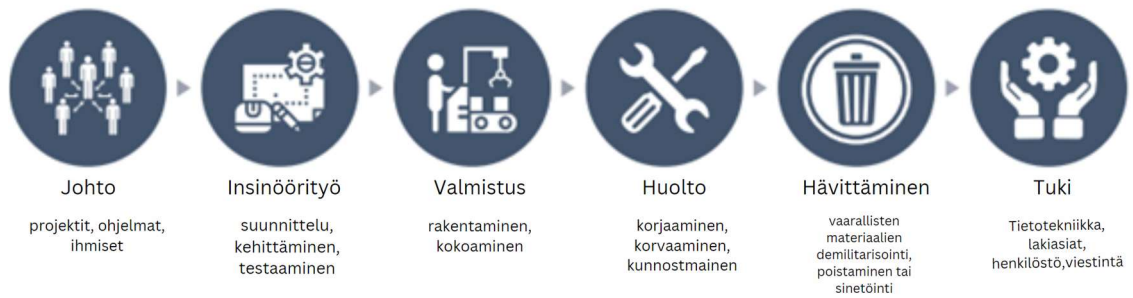 Johto
projektit, ohjelmat,
ihmiset
Insinöörityö
suunnittelu,
kehittäminen,
testaaminen
Valmistus
rakentaminen,
kokoaminen
Huolto
korjaaminen,
korvaaminen,
kunnostmainen
Hävittäminen
vaarallisten
materiaalien
demilitarisointi,
poistaminen tai
sinetöinti
Tuki
Tietotekniikka,
lakiasiat,
henkilöstö,viestintä